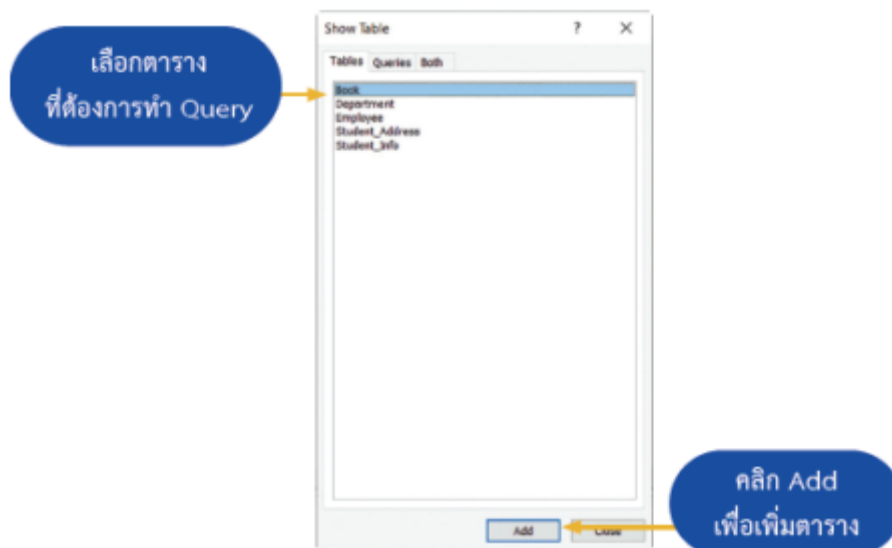 Show Table ? ×
เลือกตาราง
ที่ต้องการทำ Query
Tables Queries Both
Book
Department
Employee
Student_Address
Student_Info
คลิก Add
เพื่อเพิ่มตาราง
Add Close